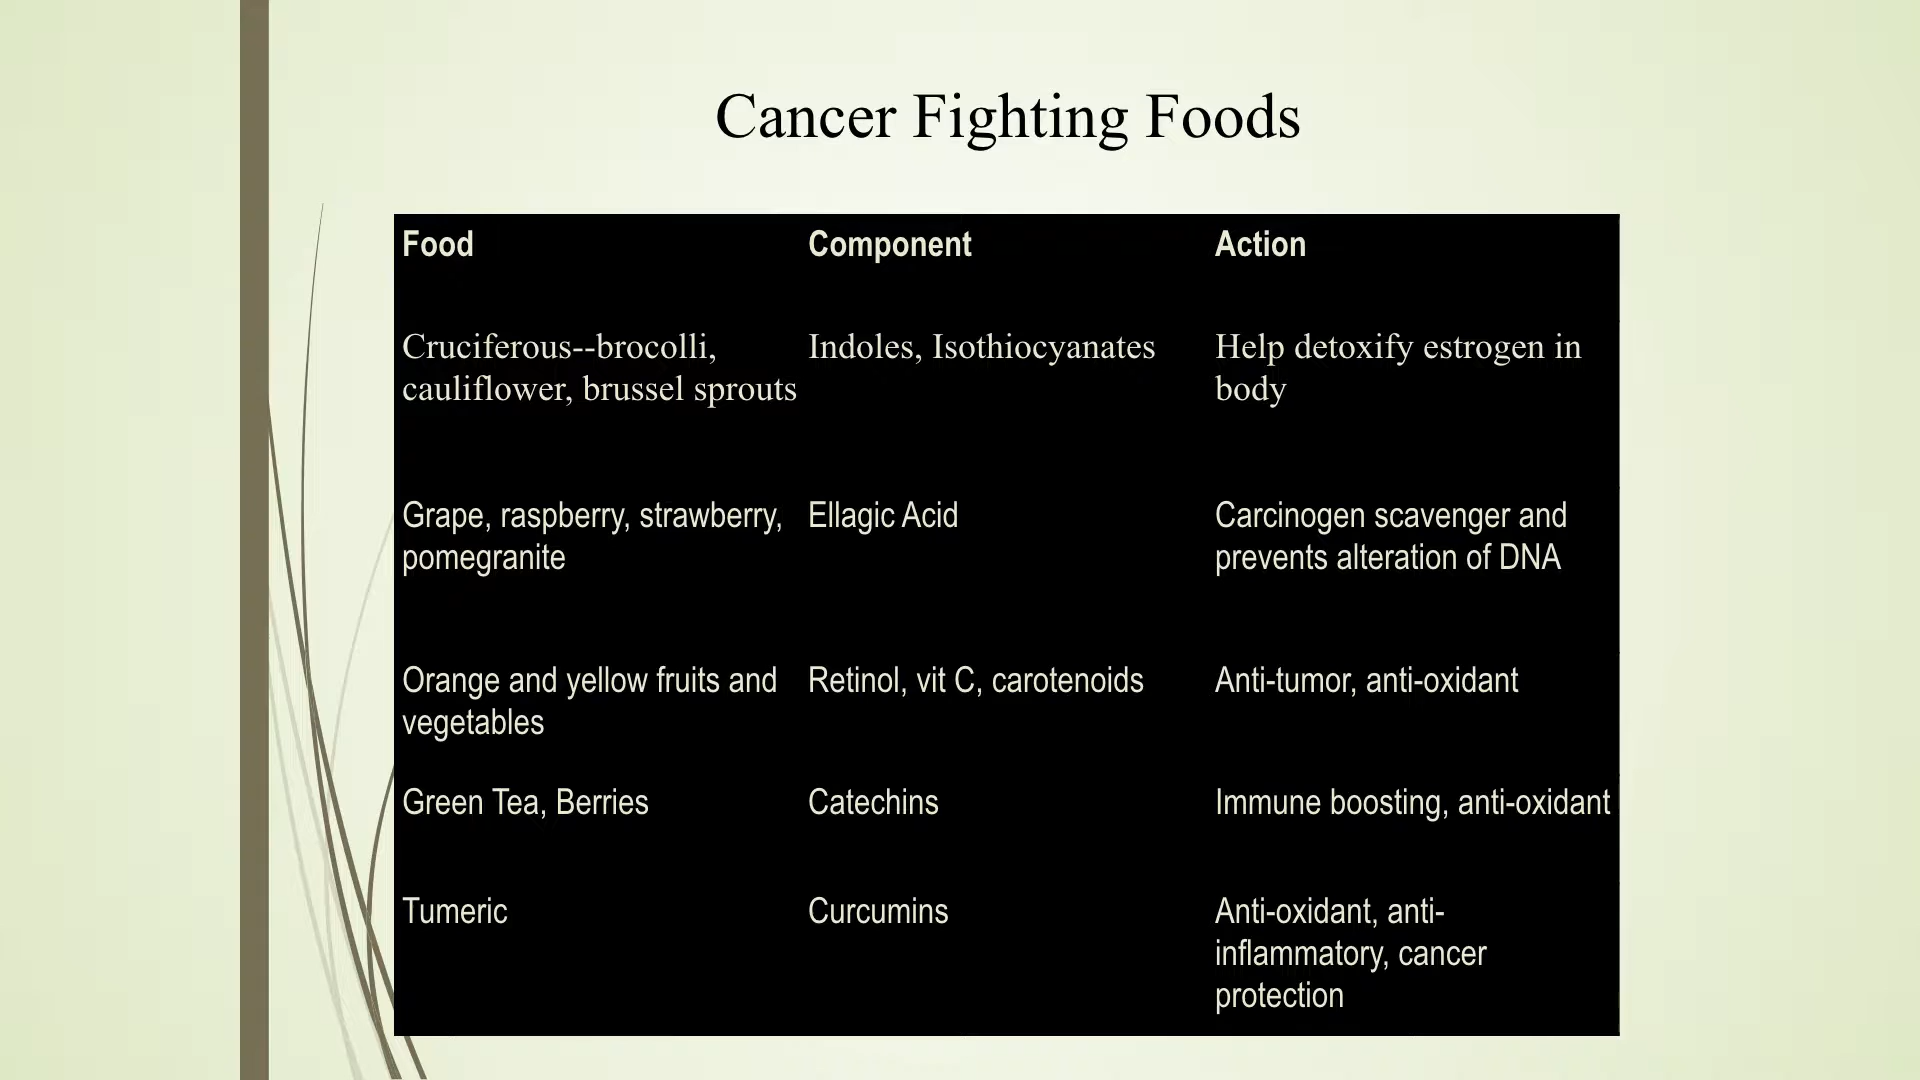 Cancer Fighting Foods
Food Component Action
Cruciferous--brocolli, Indoles, Isothiocyanates Help detoxify estrogen in
cauliflower, brussel sprouts body
Grape, raspberry, strawberry, Ellagic Acid Carcinogen scavenger and
pomegranite prevents alteration of DNA
Orange and yellow fruits and Retinol, vit C, carotenoids Anti-tumor, anti-oxidant
vegetables
Green Tea, Berries Catechins Immune boosting, anti-oxidant
Tumeric Curcumins Anti-oxidant, anti-
inflammatory, cancer
protection